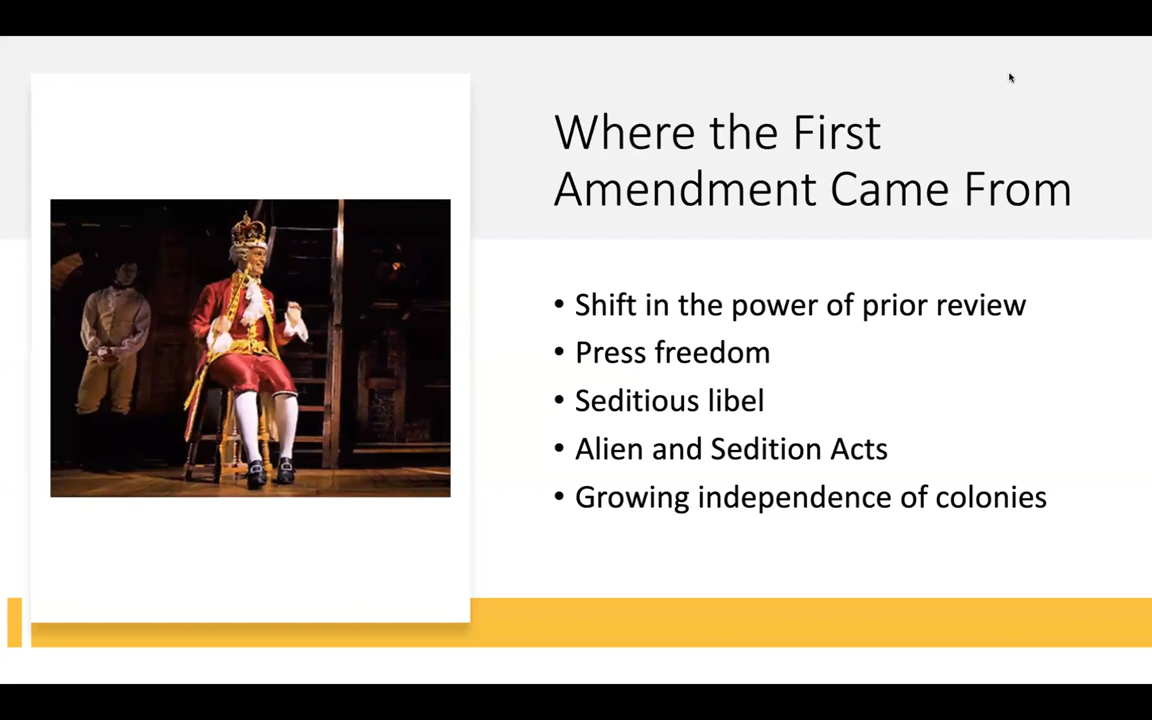 Where the First
Amendment Came From
• Shift in the power of prior review
• Press freedom
• Seditious libel
• Alien and Sedition Acts
• Growing independence of colonies